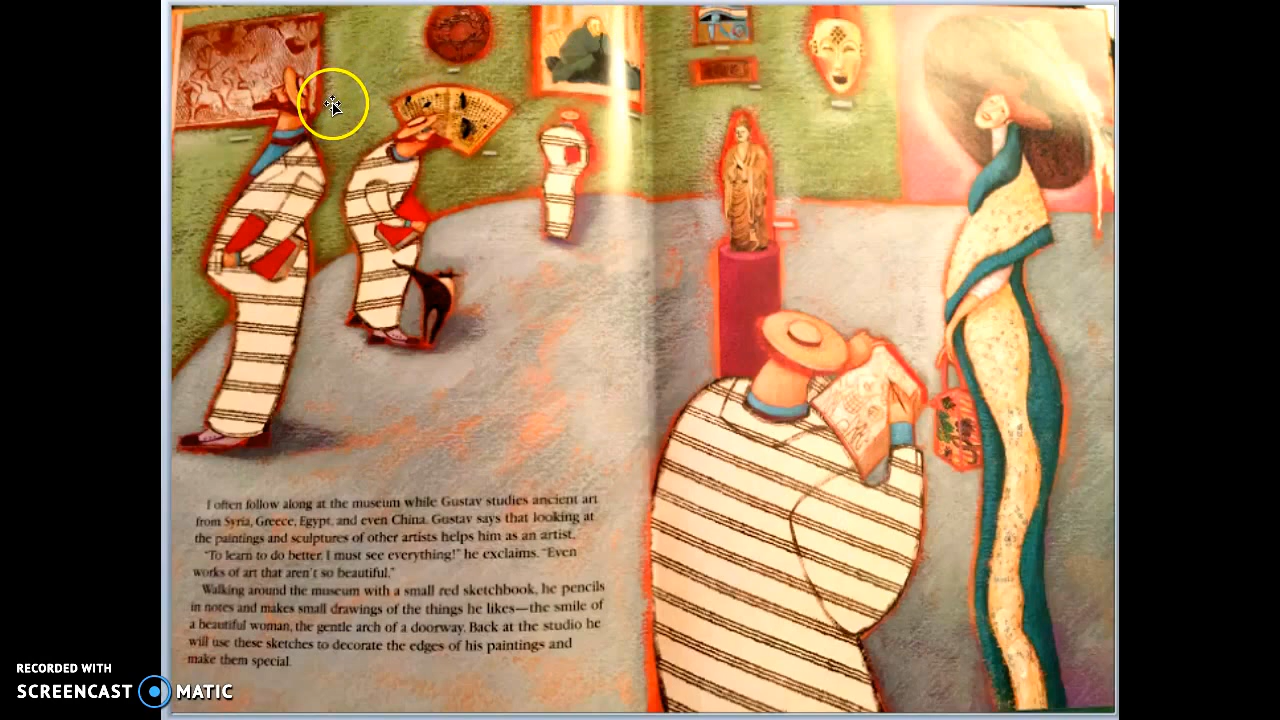 I often follow along at the museum while Gustav studies ancient art
from Syria, Greece, Egypt, and even China. Gustav says that looking at
the paintings and sculptures of other artists helps him as an artist.
"To learn to do better, I must see everything!" he exclaims. "Even
works of art that aren't so beautiful."
Walking around the museum with a small red sketchbook, he pencils
in notes and makes small drawings of the things he likes—the smile of
a beautiful woman, the gentle arch of a doorway. Back at the studio he
will use these sketches to decorate the edges of his paintings and
make them special.
RECORDED WITH
SCREENCAST MATIC